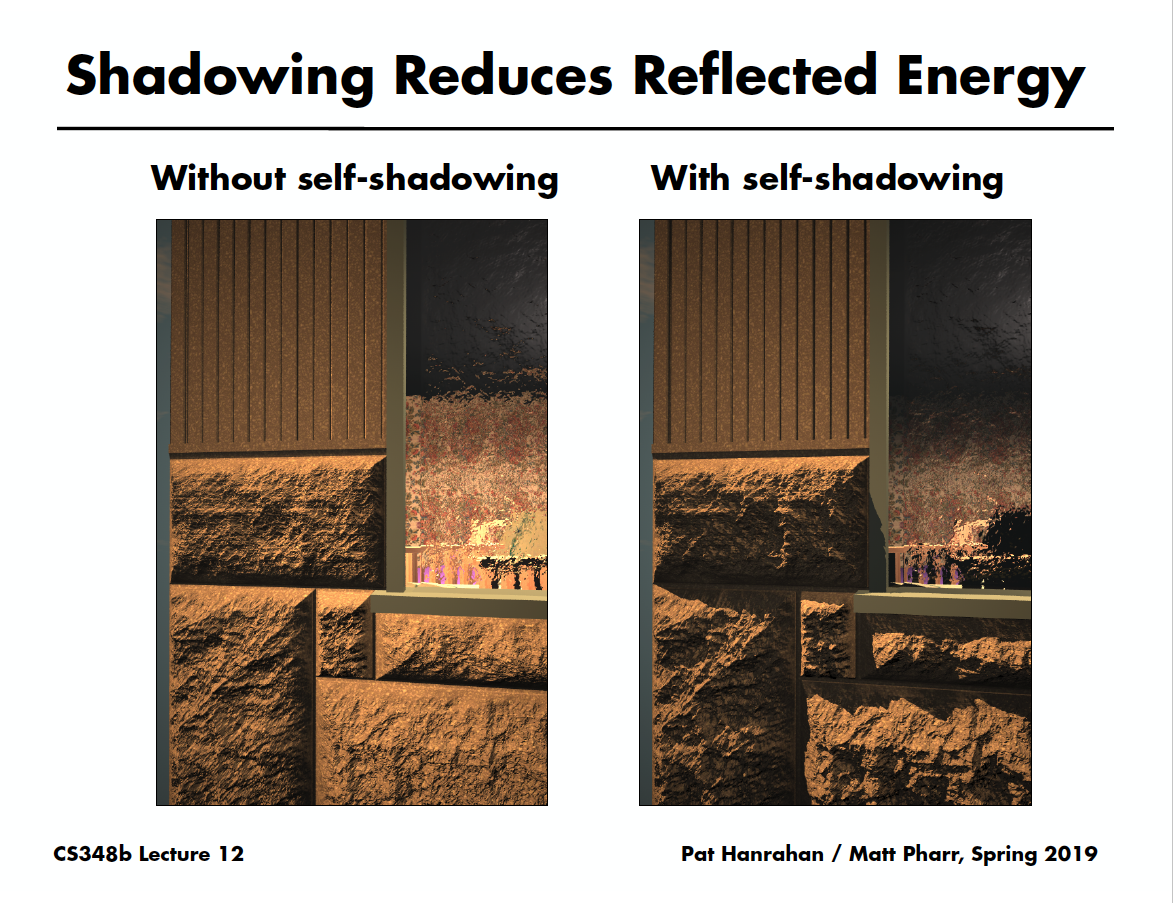 Shadowing Reduces Reflected Energy
Without self-shadowing
With self-shadowing
CS348b Lecture 12
Pat Hanrahan / Matt Pharr, Spring 2019